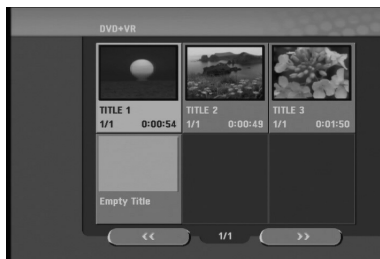 DVD+VR
TITLE 1
1/1 0:00:54
TITLE 2
1/1 0:00:49
TITLE 3
1/1 0:01:50
Empty Title
<< 1/1 >>